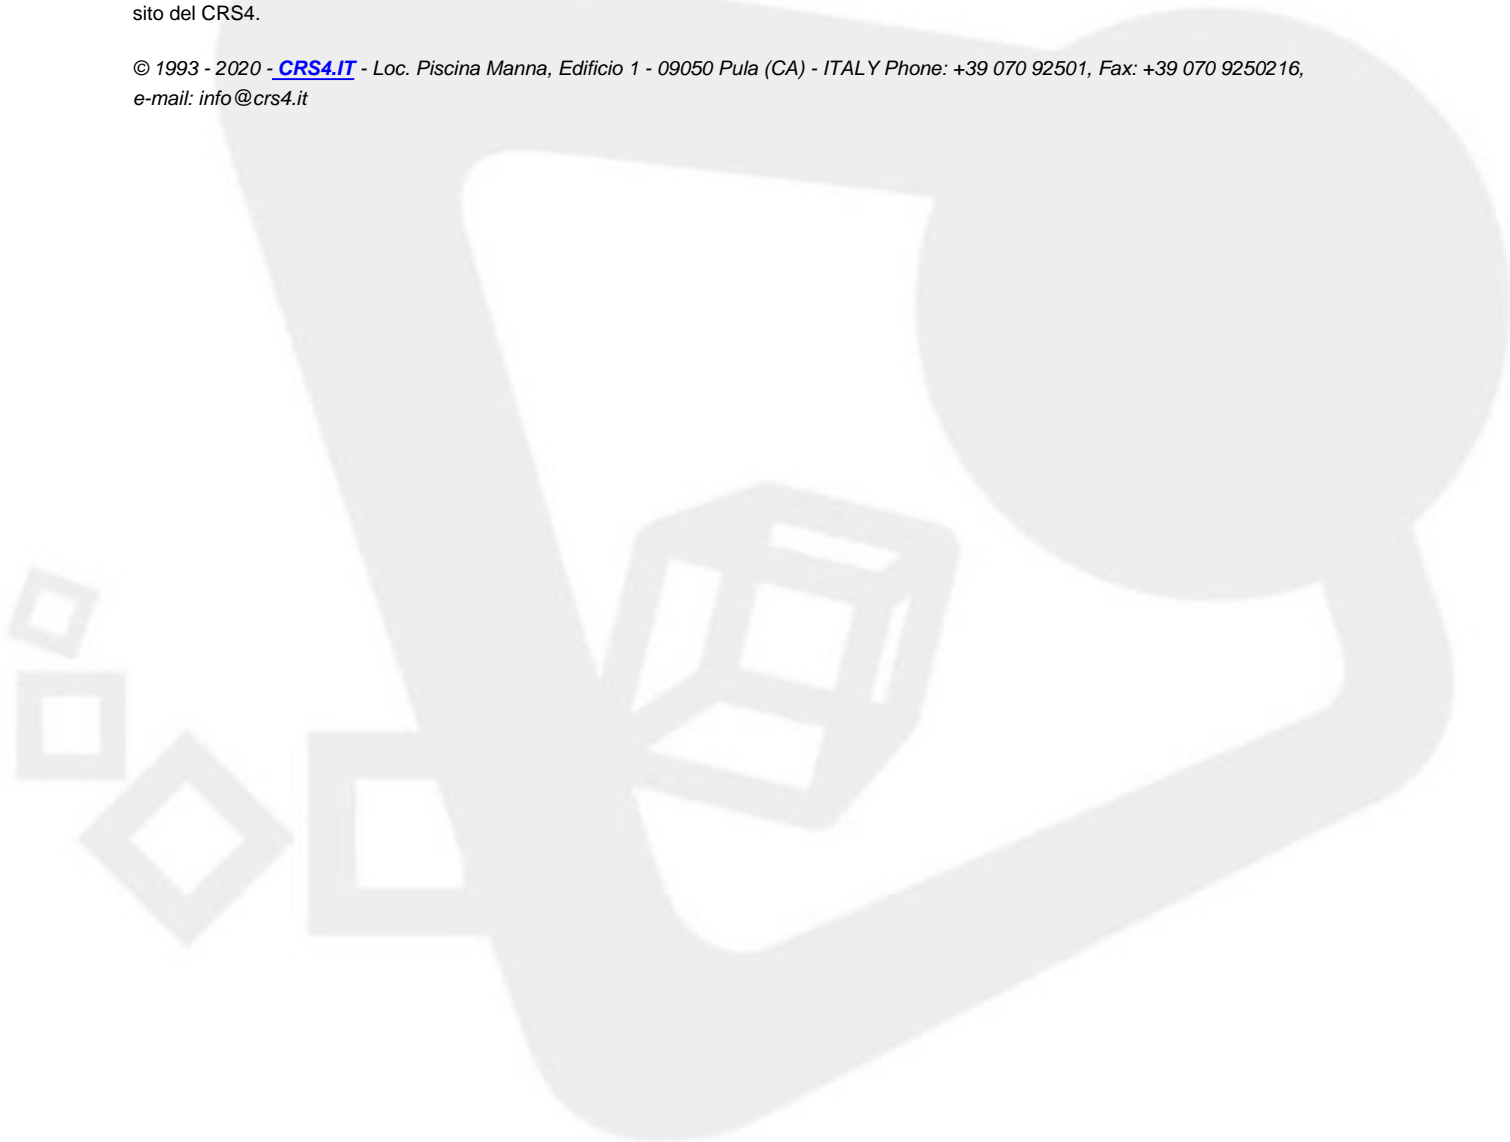 sito del CRS4.
© 1993 - 2020 - CRS4.IT - Loc. Piscina Manna, Edificio 1 - 09050 Pula (CA) - ITALY Phone: +39 070 92501, Fax: +39 070 9250216,
e-mail: info@crs4.it